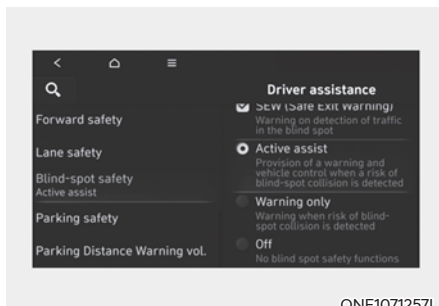 Driver assistance
Forward safety
Lane safety
Blind-spot safety
Active assist
Parking safety
Parking Distance Warning vol.
SEW (Safe Exit Warning)
Warning on detection of traffic
in the blind spot
Active assist
Provision of a warning and
vehicle control when a risk of
blind-spot collision is detected
Warning only
Warning when risk of blind-
spot collision is detected
Off
No blind spot safety functions
ONE1071257L